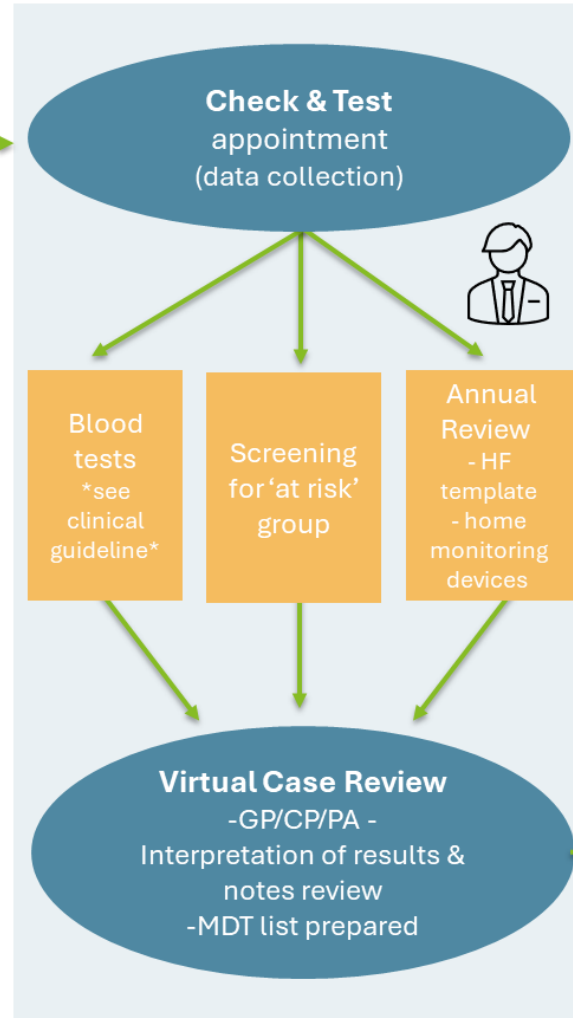 Check & Test
appointment
(data collection)
Blood
tests
*see
clinical
guideline*
Screening
for ‘at risk’
group
Annual
Review
- HF
template
- home
monitoring
devices
Virtual Case Review
-GP/CP/PA -
Interpretation of results &
notes review
-MDT list prepared